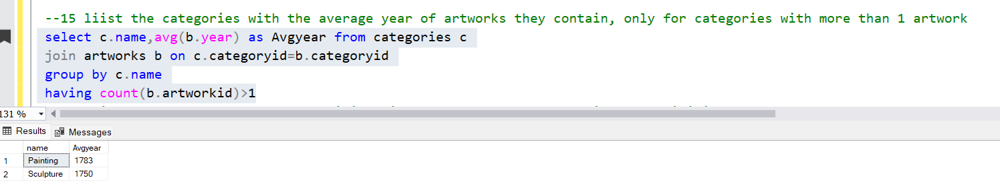 --15 liist the categories with the average year of artworks they contain, only for categories with more than 1 artwork
select c.name,avg(b.year) as Avgyear from categories c
join artworks b on c.categoryid=b.categoryid
group by c.name
having count(b.artworkid)>1
131 %
Results Messages
name Avgyear
1 Painting 1783
2 Sculpture 1750